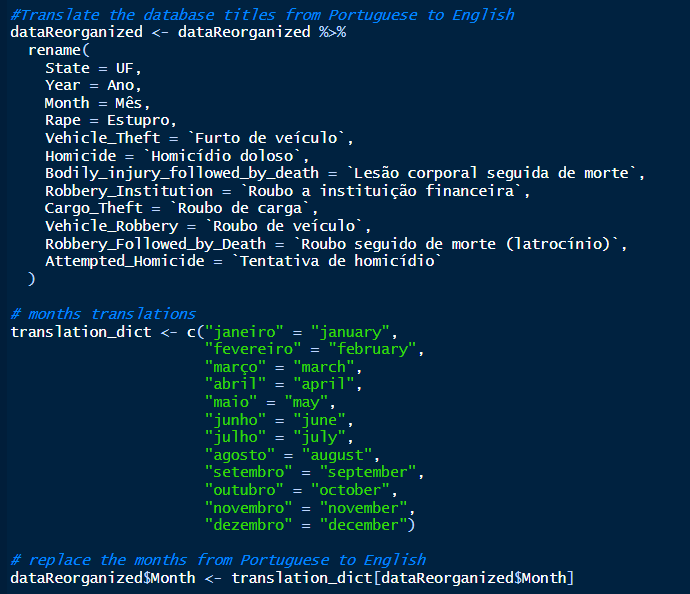 #Translate the database titles from Portuguese to English
dataReorganized <- dataReorganized %>%
  rename(
    State = UF,
    Year = Ano,
    Month = Mês,
    Rape = Estupro,
    Vehicle_Theft = `Furto de veículo`,
    Homicide = `Homicídio doloso`,
    Bodily_injury_followed_by_death = `Lesão corporal seguida de morte`,
    Robbery_Institution = `Roubo a instituição financeira`,
    Cargo_Theft = `Roubo de carga`,
    Vehicle_Robbery = `Roubo de veículo`,
    Robbery_Followed_by_Death = `Roubo seguido de morte (latrocínio)`,
    Attempted_Homicide = `Tentativa de homicídio`
  )
# months translations
translation_dict <- c("janeiro" = "january",
                      "fevereiro" = "february",
                      "março" = "march",
                      "abril" = "april",
                      "maio" = "may",
                      "junho" = "june",
                      "julho" = "july",
                      "agosto" = "august",
                      "setembro" = "september",
                      "outubro" = "october",
                      "novembro" = "november",
                      "dezembro" = "december")
# replace the months from Portuguese to English
dataReorganized$Month <- translation_dict[dataReorganized$Month]